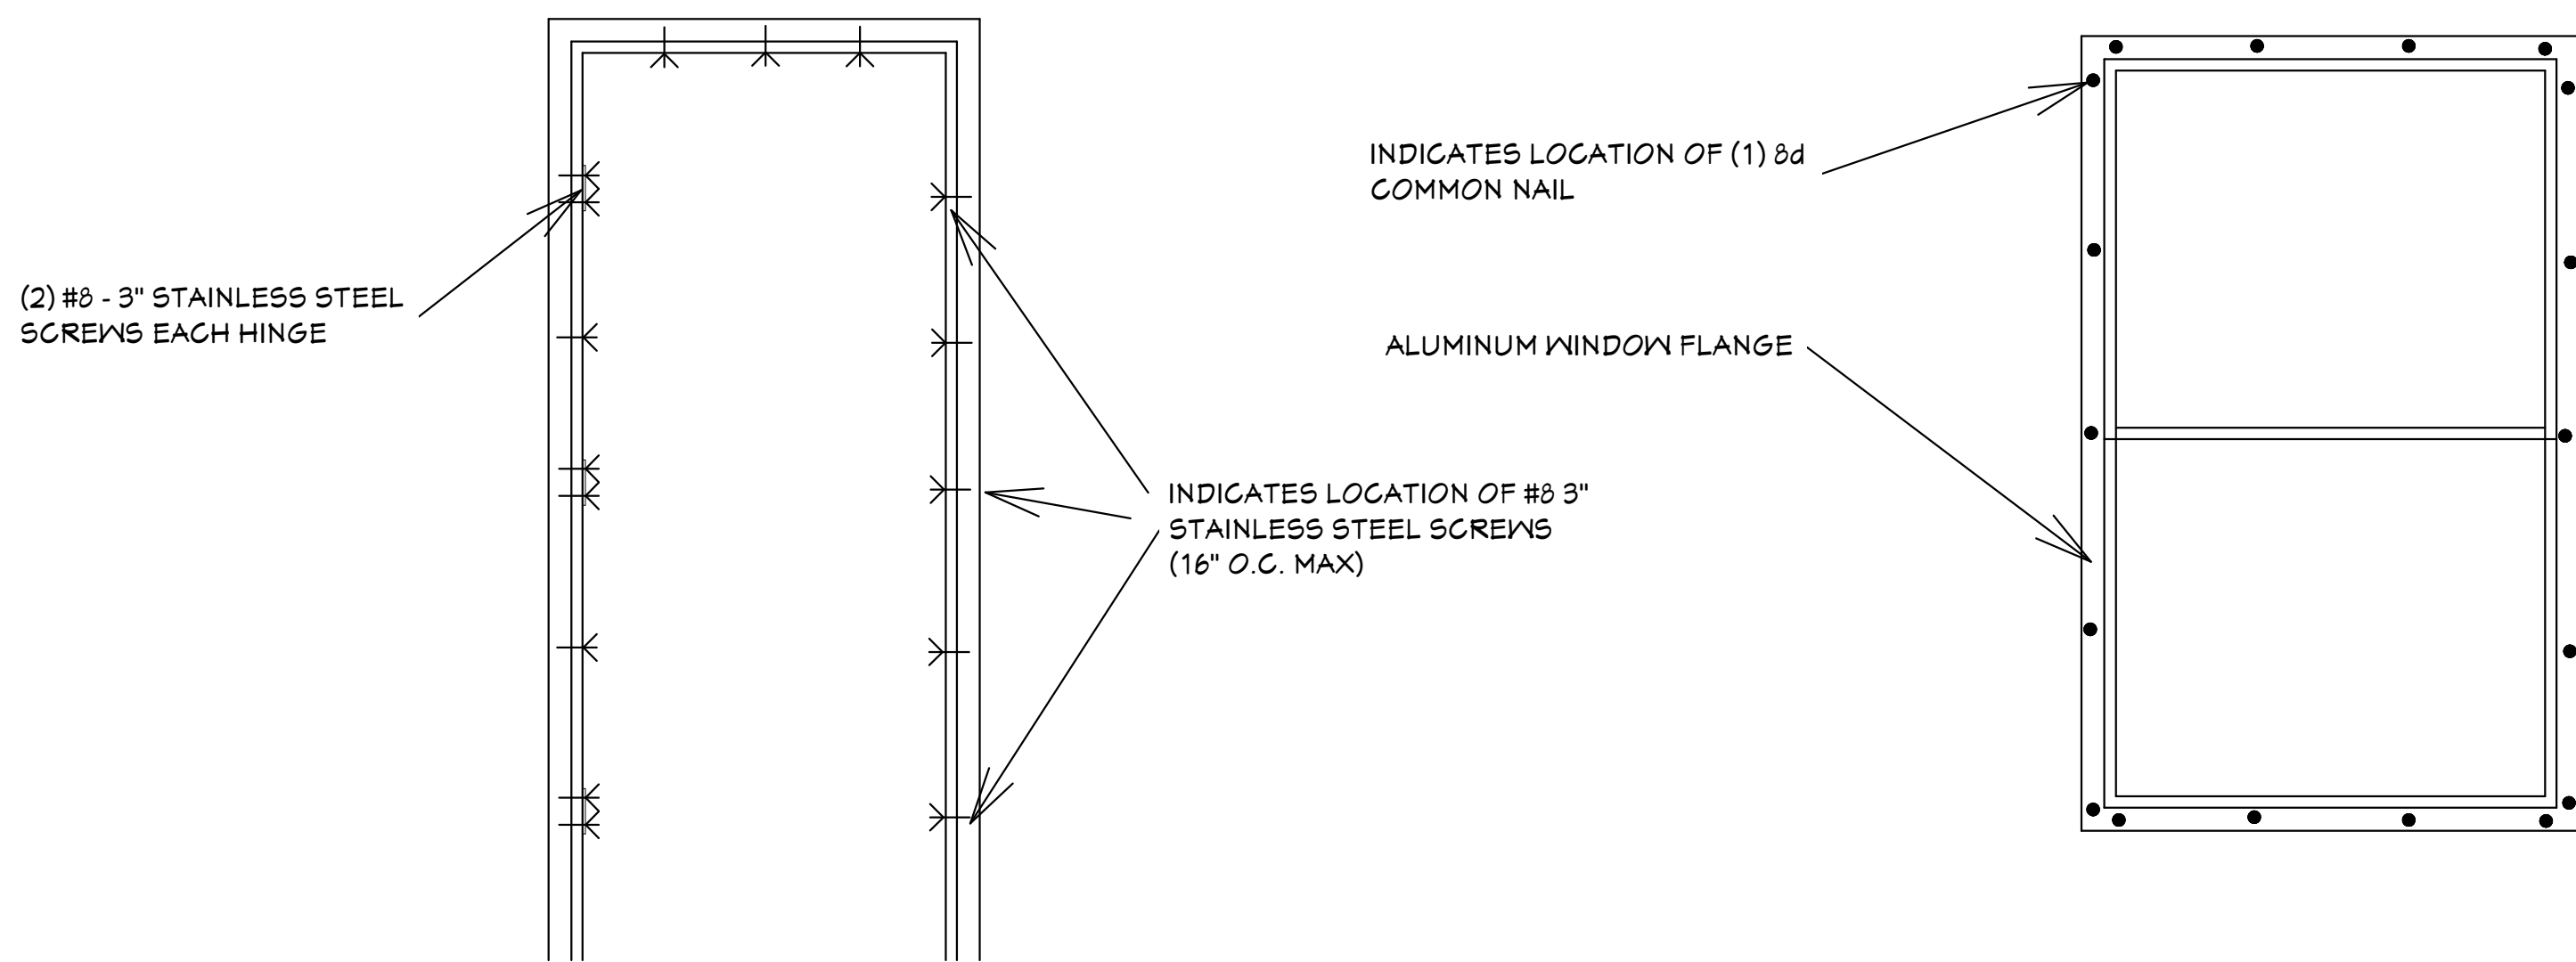 (2) #8 - 3" STAINLESS STEEL
SCREWS EACH HINGE
INDICATES LOCATION OF #8 3"
STAINLESS STEEL SCREWS
(16" O.C. MAX)
INDICATES LOCATION OF (1) 8d
COMMON NAIL
ALUMINUM WINDOW FLANGE